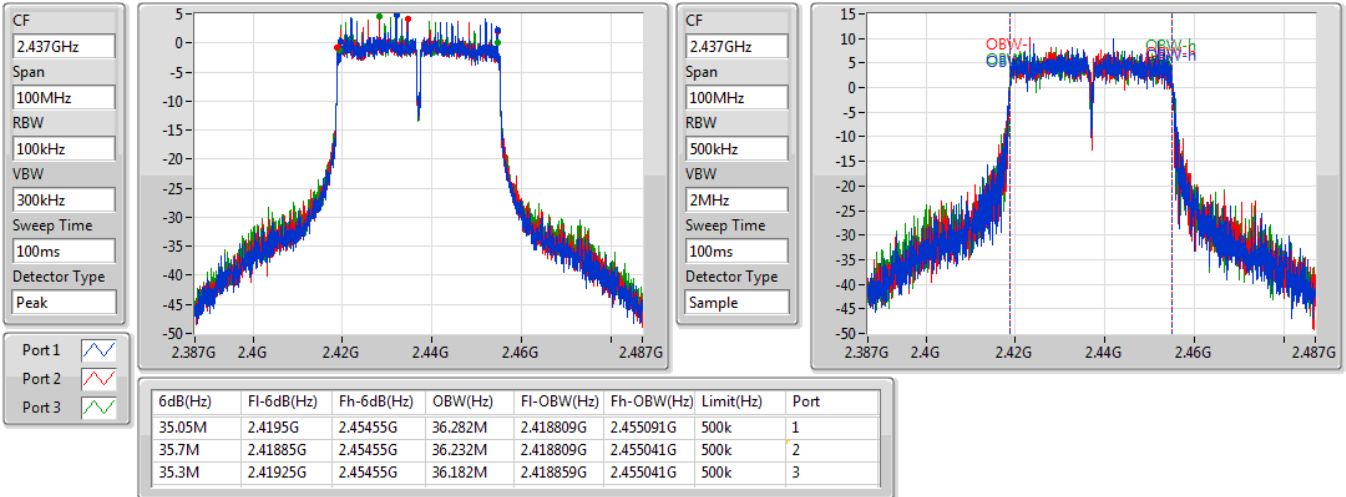 CF
2.437GHz
Span
100MHz
RBW
100kHz
VBW
300kHz
Sweep Time
100ms
Detector Type
Peak
5
0
-5
-10
-15
-20
-25
-30
-35
-40
-45
-50
2.387G 2.4G 2.42G 2.44G 2.46G 2.487G
CF
2.437GHz
Span
100MHz
RBW
500kHz
VBW
2MHz
Sweep Time
100ms
Detector Type
Sample
15
10
5
0
-5
-10
-15
-20
-25
-30
-35
-40
-45
-50
OBW-l
OBW-h
2.387G 2.4G 2.42G 2.44G 2.46G 2.487G
Port 1
Port 2
Port 3
6dB(Hz) Fl-6dB(Hz) Fh-6dB(Hz) OBW(Hz) Fl-OBW(Hz) Fh-OBW(Hz) Limit(Hz) Port
35.05M 2.4195G 2.45455G 36.282M 2.418809G 2.455091G 500k 1
35.7M 2.41885G 2.45455G 36.232M 2.418809G 2.455041G 500k 2
35.3M 2.41925G 2.45455G 36.182M 2.418859G 2.455041G 500k 3